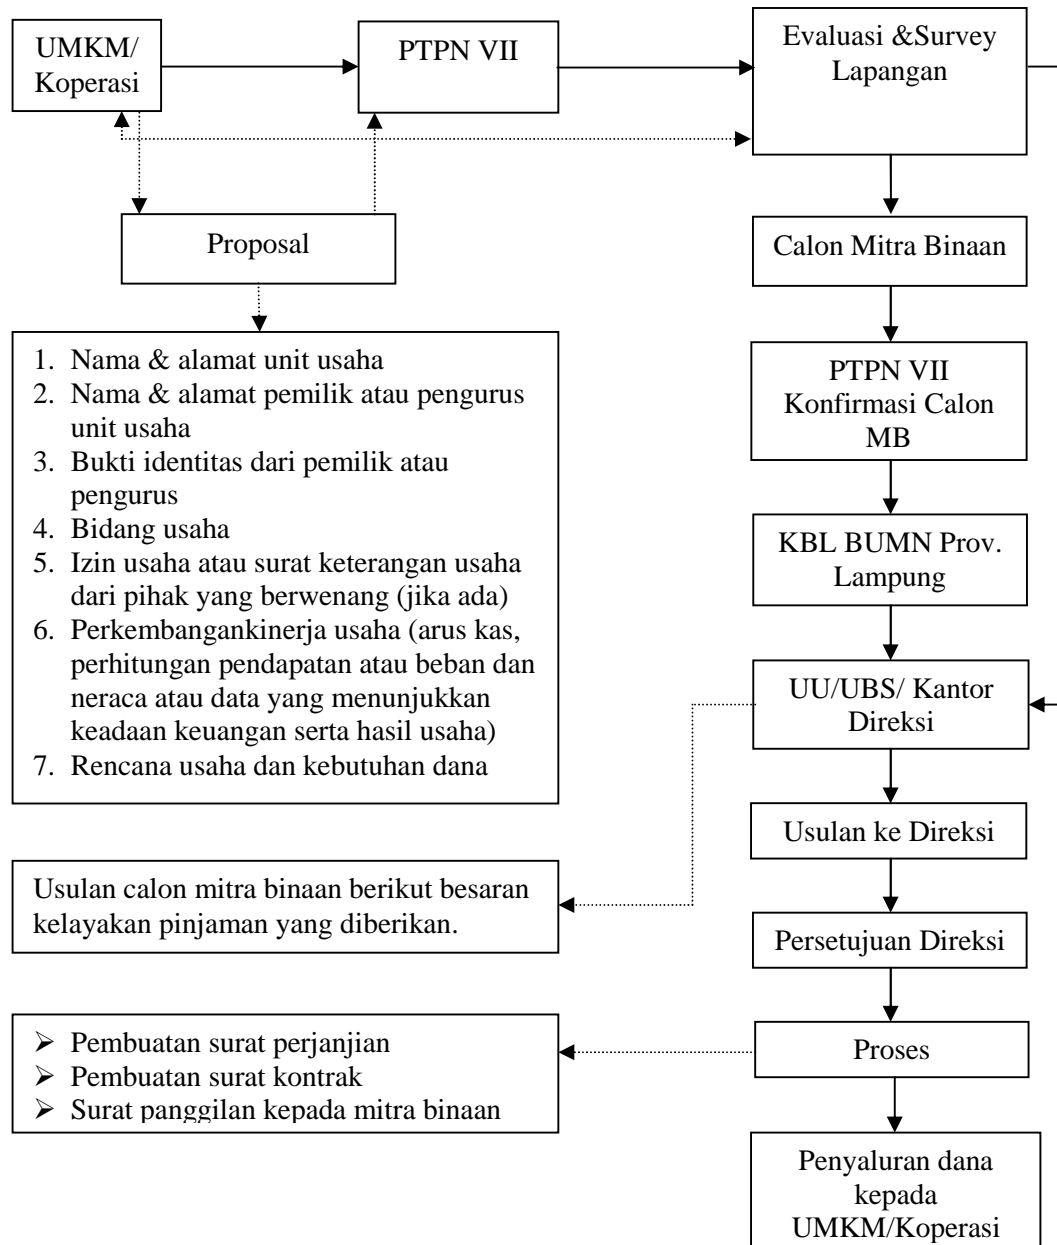 UMKM/
Koperasi
PTPN VII
Evaluasi &Survey
Lapangan
Proposal
Calon Mitra Binaan
1. Nama & alamat unit usaha
2. Nama & alamat pemilik atau pengurus
unit usaha
3. Bukti identitas dari pemilik atau
pengurus
4. Bidang usaha
5. Izin usaha atau surat keterangan usaha
dari pihak yang berwenang (jika ada)
6. Perkembangankinerja usaha (arus kas,
perhitungan pendapatan atau beban dan
neraca atau data yang menunjukkan
keadaan keuangan serta hasil usaha)
7. Rencana usaha dan kebutuhan dana
PTPN VII
Konfirmasi Calon
MB
KBL BUMN Prov.
Lampung
UU/UBS/ Kantor
Direksi
Usulan ke Direksi
Usulan calon mitra binaan berikut besaran
kelayakan pinjaman yang diberikan.
Persetujuan Direksi
➢ Pembuatan surat perjanjian
➢ Pembuatan surat kontrak
➢ Surat panggilan kepada mitra binaan
Proses
Penyaluran dana
kepada
UMKM/Koperasi